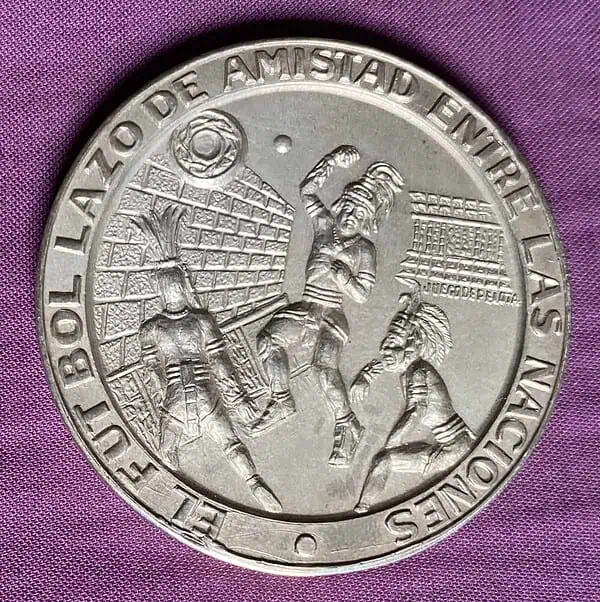 EL FUT BOL LAZO DE AMISTAD ENTRE LAS NACIONES
JUEGO DE PELOTA